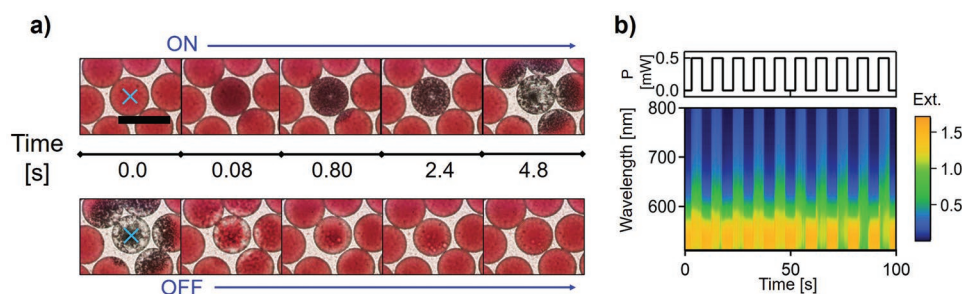 a)
ON
Time
[s]
0.0 0.08 0.80 2.4 4.8
OFF
b)
P
[mW]
0.5
0.0
Ext.
Wavelength [nm]
800
700
600
1.5
1.0
0.5
0 50 100
Time [s]